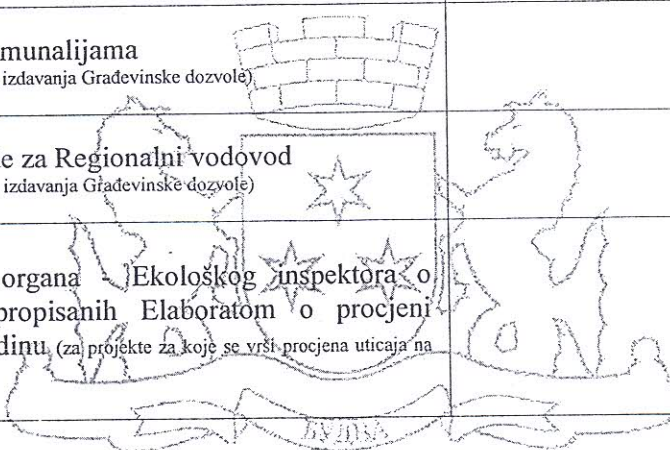 munalijama
izdavanja Građevinske dozvole)
e za Regionalni vodovod
izdavanja Građevinske dozvole)
organa - Ekološkog inspektora o
propisanih Elaboratom o procjeni
dinu (za projekte za koje se vrši procjena uticaja na
БУДВА